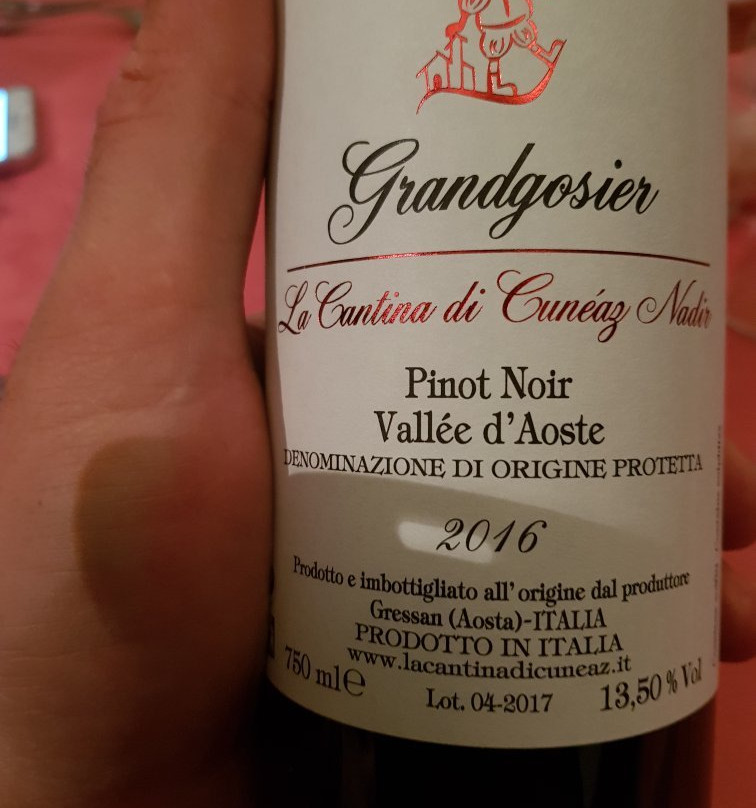 Grandgosier
La Cantina di Cunéaz Nadir
Pinot Noir
Vallée d'Aoste
DENOMINAZIONE DI ORIGINE PROTETTA
2016
Prodotto e imbottigliato all'origine dal produttore
Gressan (Aosta)-ITALIA
PRODOTTO IN ITALIA
www.lacantinadicuneaz.it
750 ml℮
Lot. 04-2017
13,50 % Vol